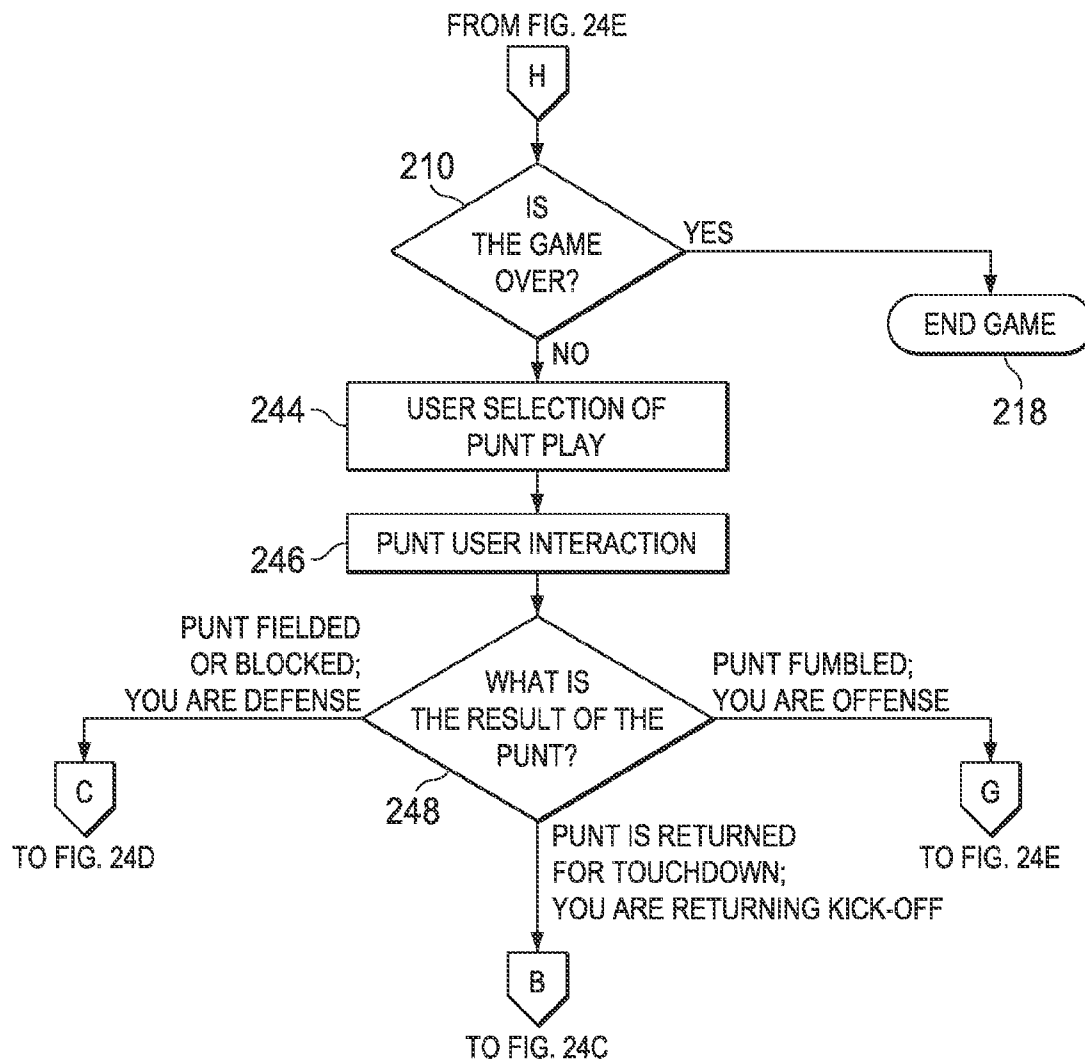 FROM FIG. 24E
H
210
IS
THE GAME
OVER?
YES
END GAME
218
NO
244
USER SELECTION OF
PUNT PLAY
246
PUNT USER INTERACTION
PUNT FIELDED
OR BLOCKED;
YOU ARE DEFENSE
WHAT IS
THE RESULT OF THE
PUNT?
248
PUNT FUMBLED;
YOU ARE OFFENSE
C
TO FIG. 24D
G
TO FIG. 24E
PUNT IS RETURNED
FOR TOUCHDOWN;
YOU ARE RETURNING KICK-OFF
B
TO FIG. 24C